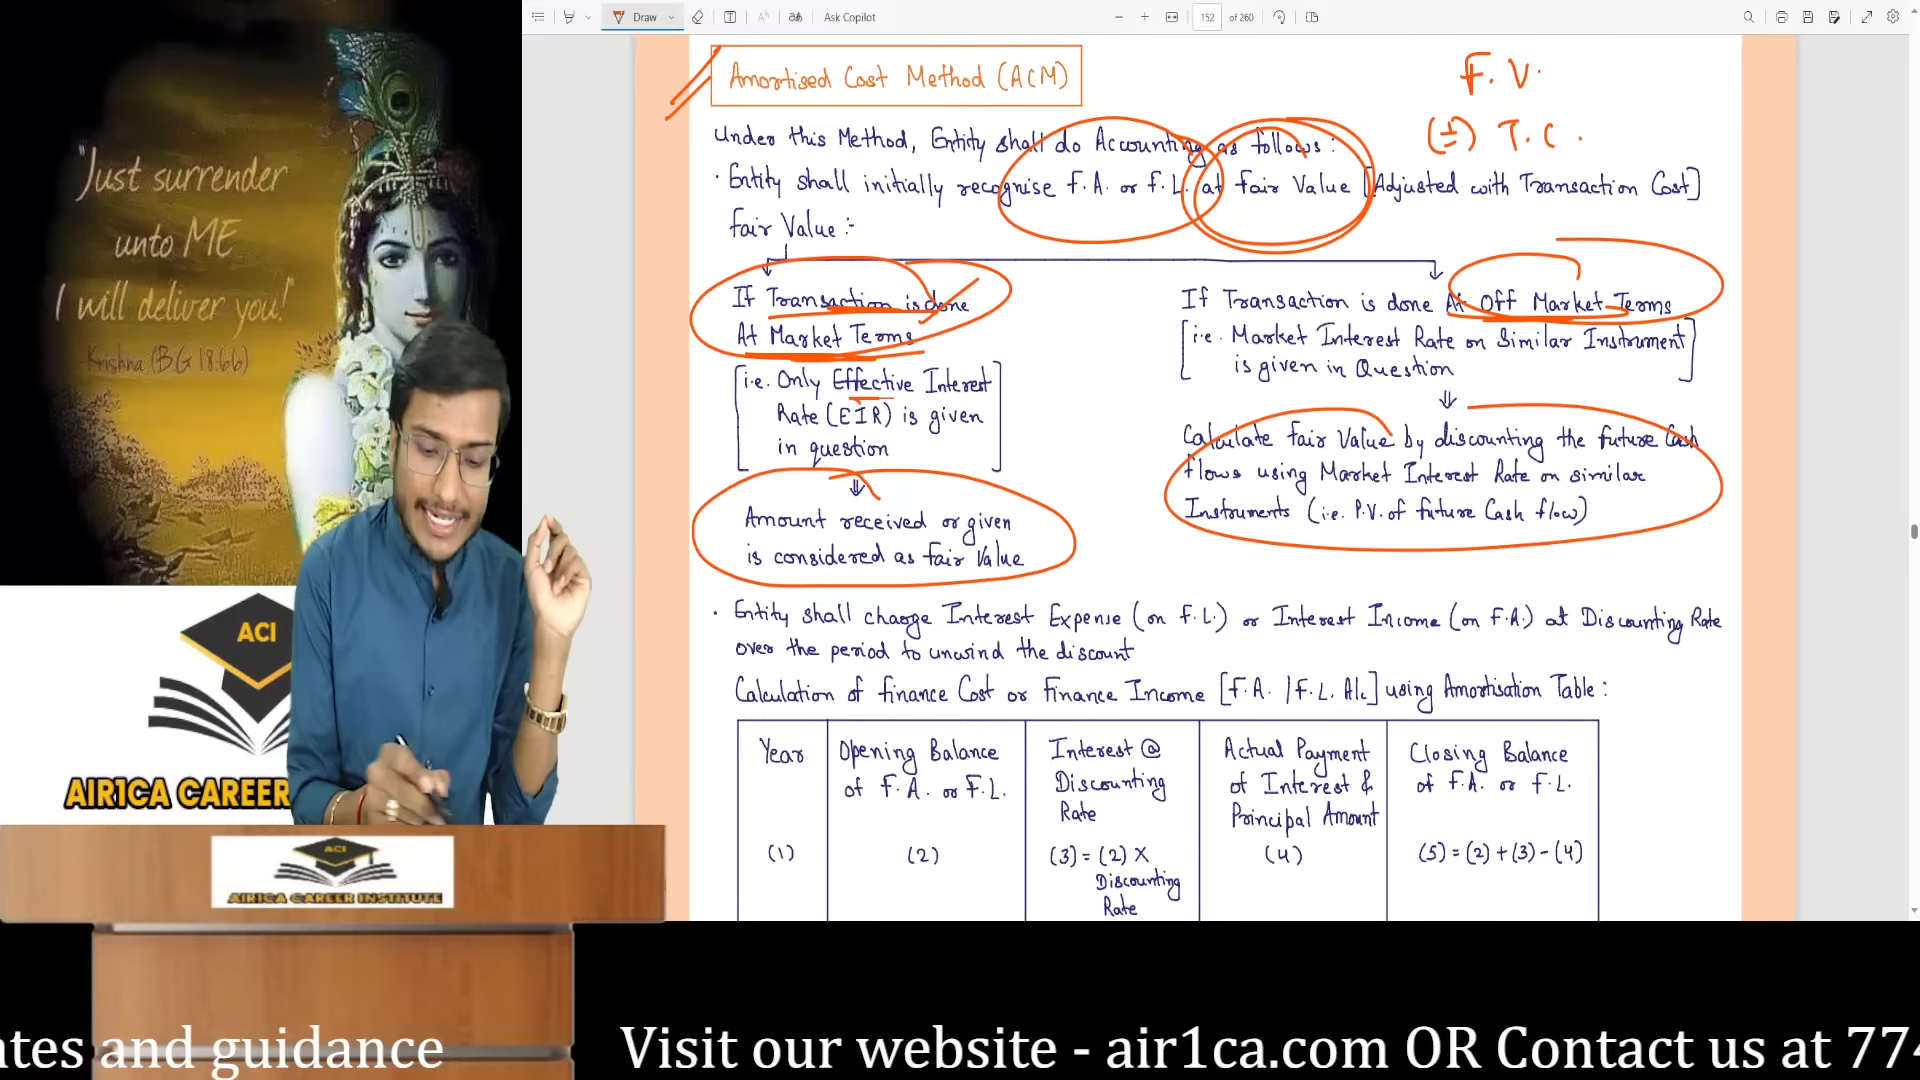 Draw
Ask Copilot
152 of 260
"Just surrender
unto ME
I will deliver you!"
Krishna (BG 18:66)
Amortised Cost Method (ACM)
F.V.
(±) T.C.
Under this Method, Entity shall do Accounting as follows:
· Entity shall initially recognise F.A. or F.L. at Fair Value [Adjusted with Transaction Cost]
Fair Value :-
If Transaction is done
At Market Terms
[i.e. Only Effective Interest
Rate (EIR) is given
in question]
⇓
Amount received or given
is considered as Fair Value
If Transaction is done At Off Market Terms
[i.e. Market Interest Rate on Similar Instrument
is given in Question]
⇓
Calculate Fair Value by discounting the future Cash
flows using Market Interest Rate on similar
Instruments (i.e. P.V. of future Cash flow)
· Entity shall charge Interest Expense (on F.L.) or Interest Income (on F.A.) at Discounting Rate
over the period to unwind the discount
Calculation of Finance Cost or Finance Income [F.A. | F.L. A/c] using Amortisation Table :
Year
(1)
Opening Balance
of F.A. or F.L.
(2)
Interest @
Discounting
Rate
(3) = (2) X
Discounting
Rate
Actual Payment
of Interest &
Principal Amount
(4)
Closing Balance
of F.A. or F.L.
(5) = (2) + (3) - (4)
ACI
AIR1CA CAREER
ACI
AIR1CA CAREER INSTITUTE
ates and guidance
Visit our website - air1ca.com OR Contact us at 774